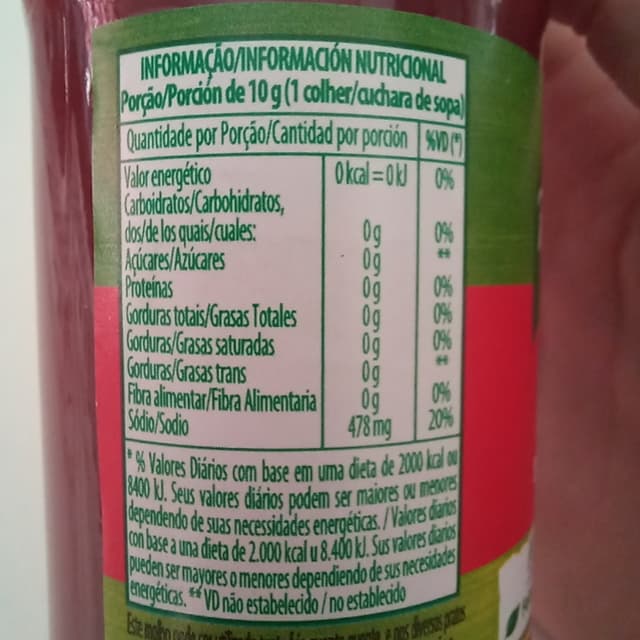 INFORMAÇÃO/INFORMACIÓN NUTRICIONAL
Porção/Porción de 10 g (1 colher/cuchara de sopa)
Quantidade por Porção/Cantidad por porción %VD (*)
Valor energético 0 kcal = 0 kJ 0%
Carboidratos/Carbohidratos,
dos/de los quais/cuales: 0 g 0%
Açúcares/Azúcares 0 g **
Proteínas 0 g 0%
Gorduras totais/Grasas Totales 0 g 0%
Gorduras/Grasas saturadas 0 g 0%
Gorduras/Grasas trans 0 g **
Fibra alimentar/Fibra Alimentaria 0 g 0%
Sódio/Sodio 478 mg 20%
* % Valores Diários com base em uma dieta de 2000 kcal ou
8400 kJ. Seus valores diários podem ser maiores ou menores
dependendo de suas necessidades energéticas. / Valores diarios
con base a una dieta de 2.000 kcal u 8.400 kJ. Sus valores diarios
pueden ser mayores o menores dependiendo de sus necesidades
energéticas. ** VD não estabelecido / no establecido
Este molho pode